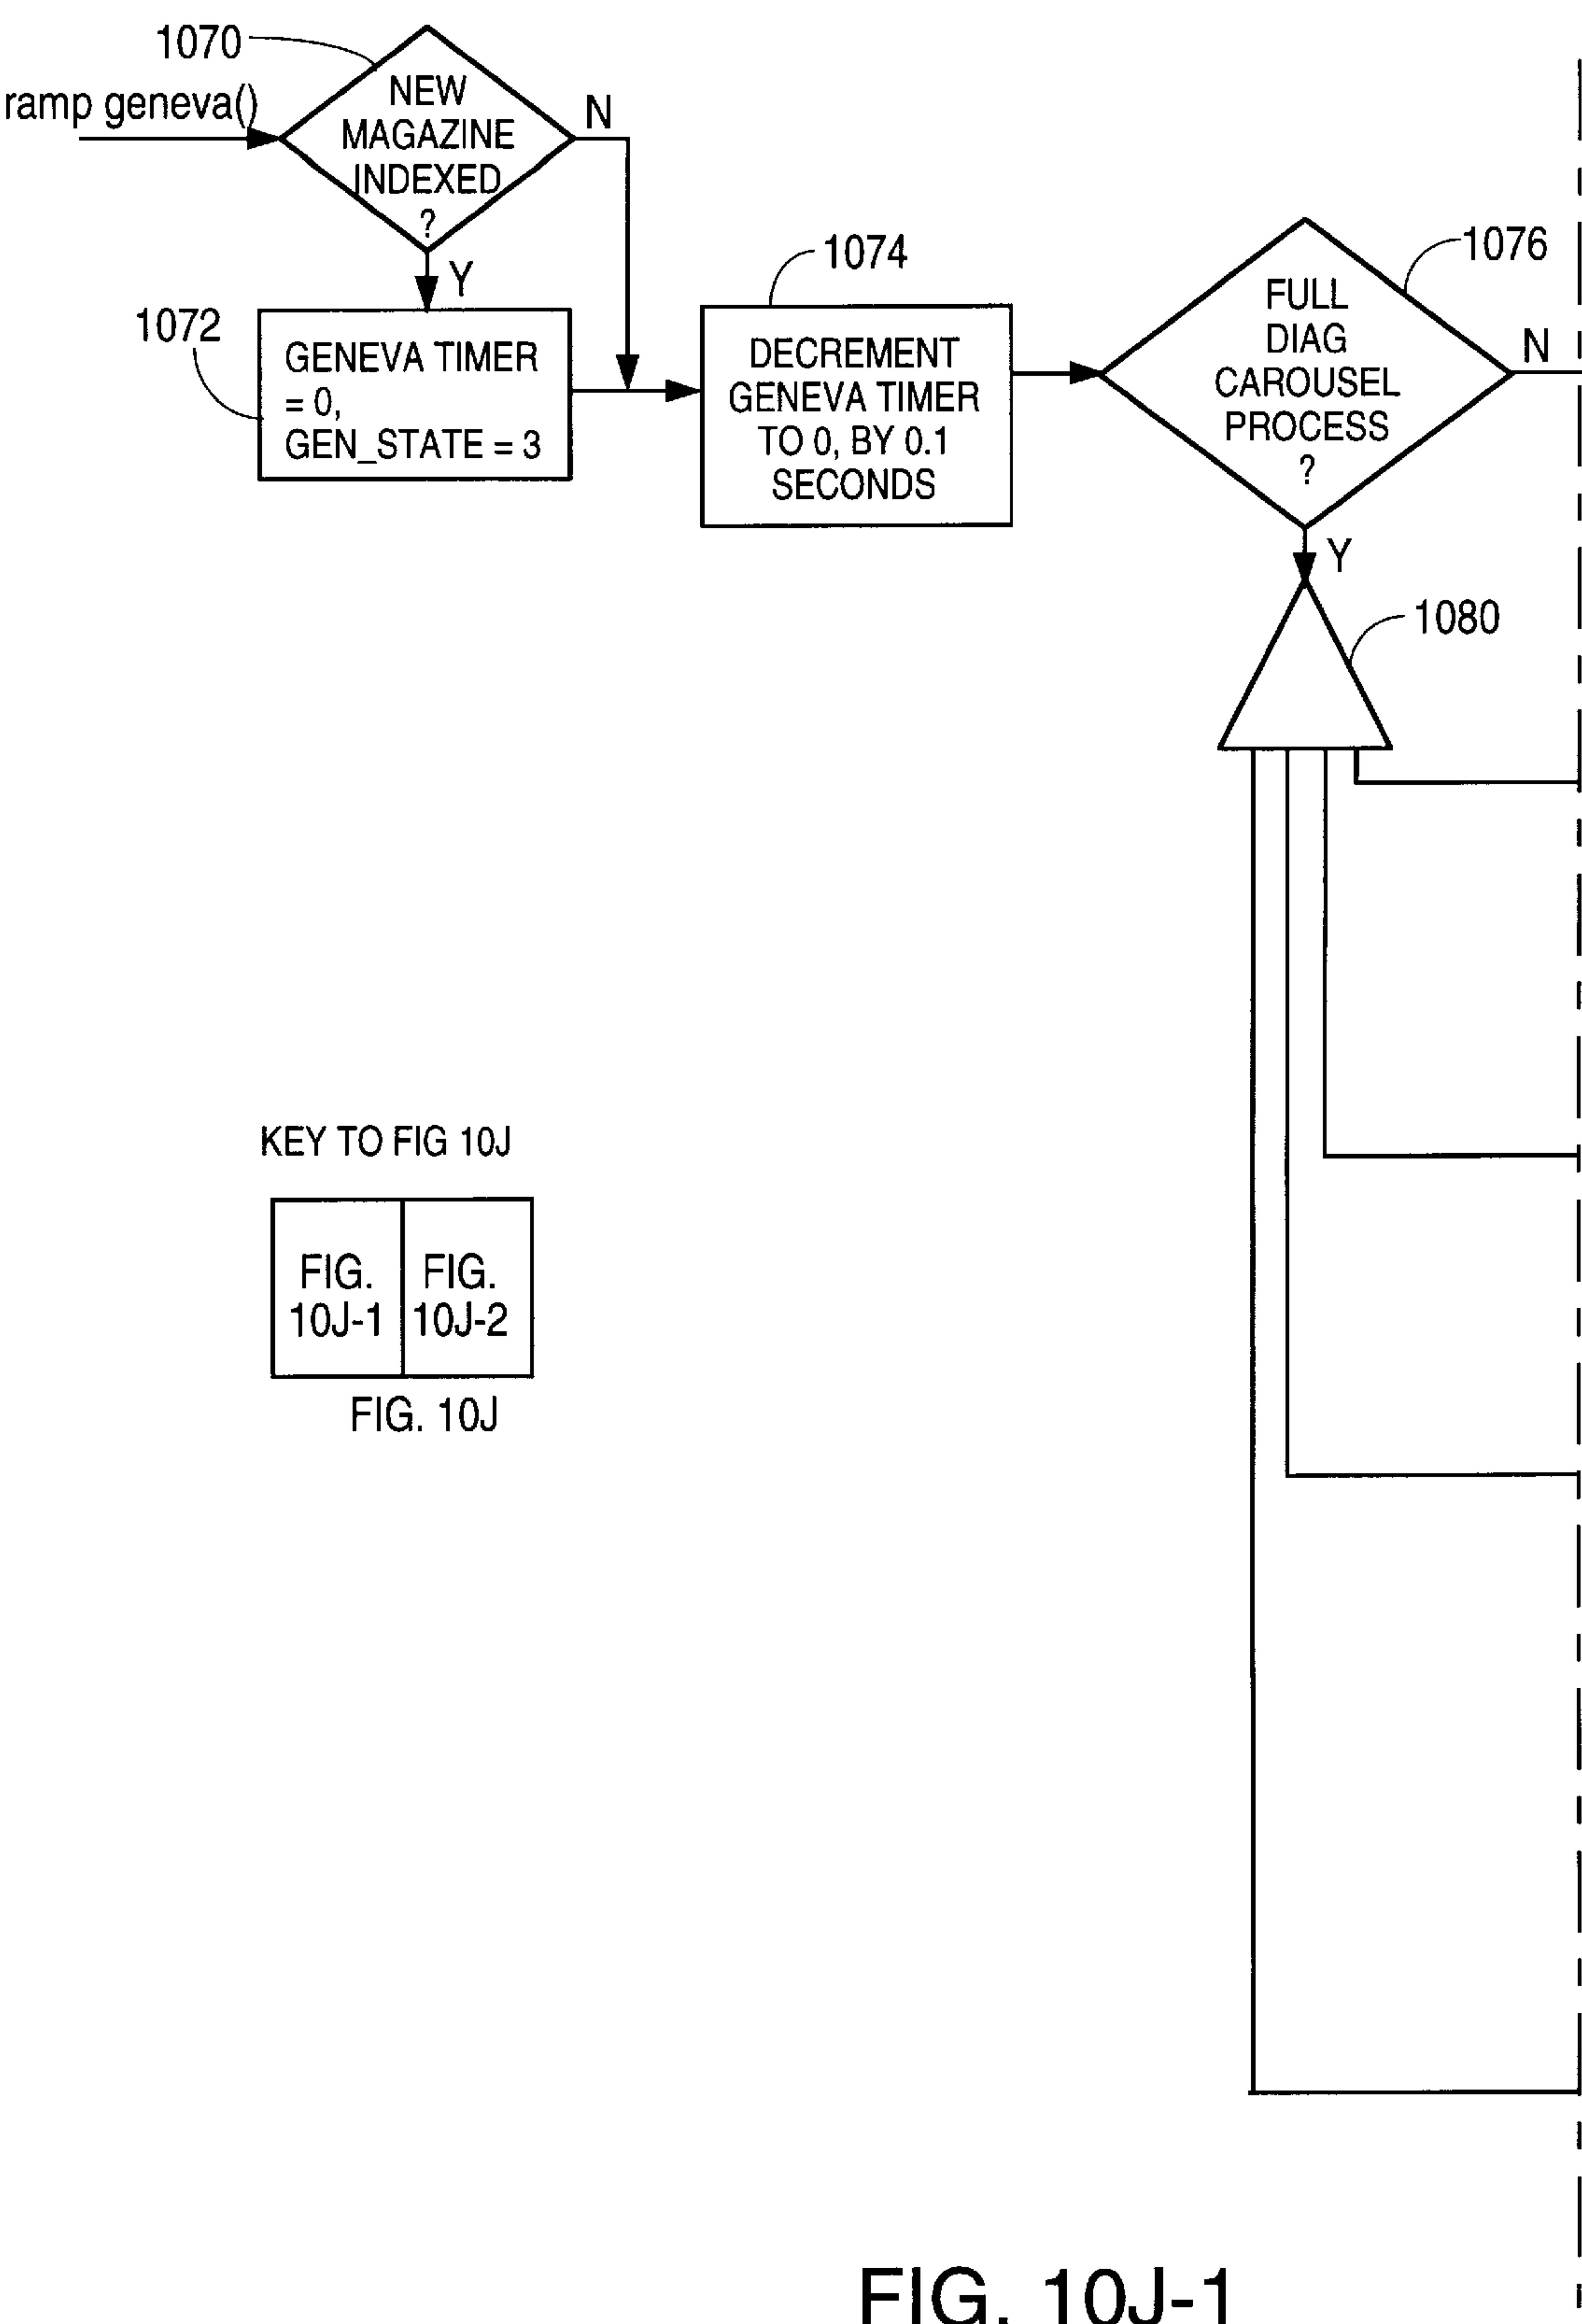 1070
ramp geneva()
NEW
MAGAZINE
INDEXED
?
N
Y
1072
GENEVA TIMER
= 0,
GEN_STATE = 3
1074
DECREMENT
GENEVA TIMER
TO 0, BY 0.1
SECONDS
1076
FULL
DIAG
CAROUSEL
PROCESS
?
N
Y
1080
KEY TO FIG 10J
FIG.
10J-1
FIG.
10J-2
FIG. 10J
FIG. 10J-1